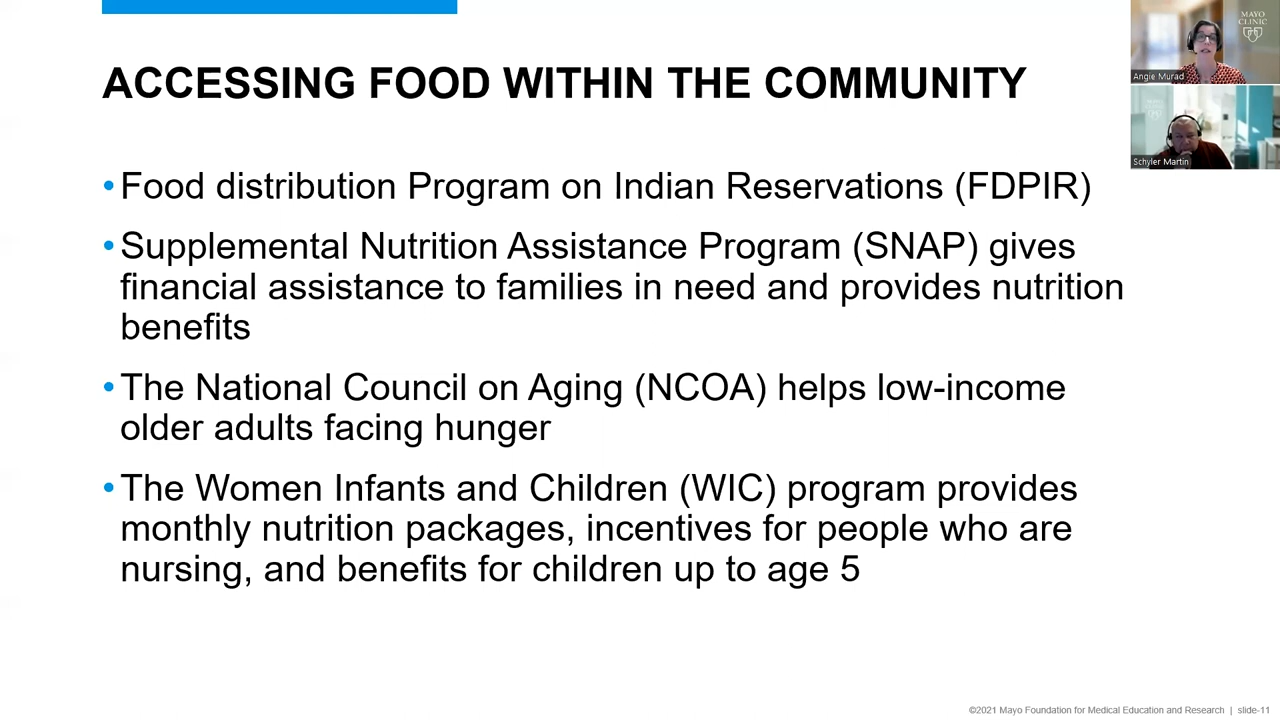 ACCESSING FOOD WITHIN THE COMMUNITY
MAYO
CLINIC
Angie Murad
Schyler Martin
•Food distribution Program on Indian Reservations (FDPIR)
•Supplemental Nutrition Assistance Program (SNAP) gives
financial assistance to families in need and provides nutrition
benefits
•The National Council on Aging (NCOA) helps low-income
older adults facing hunger
•The Women Infants and Children (WIC) program provides
monthly nutrition packages, incentives for people who are
nursing, and benefits for children up to age 5
©2021 Mayo Foundation for Medical Education and Research | slide-11